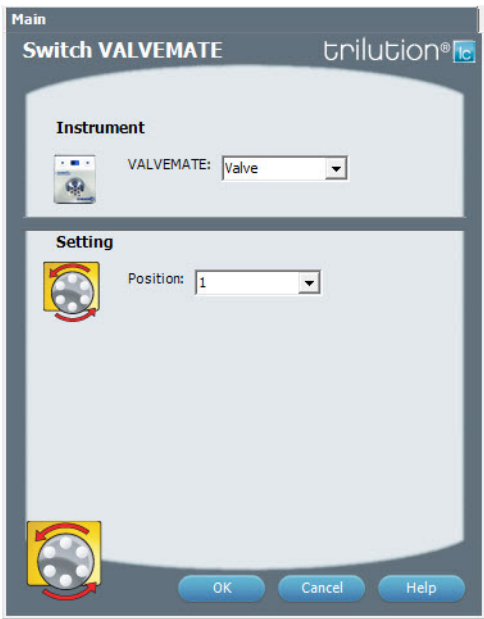 Main
Switch VALVEMATE trilution® lc
Instrument
VALVEMATE: Valve
Setting
Position: 1
OK Cancel Help